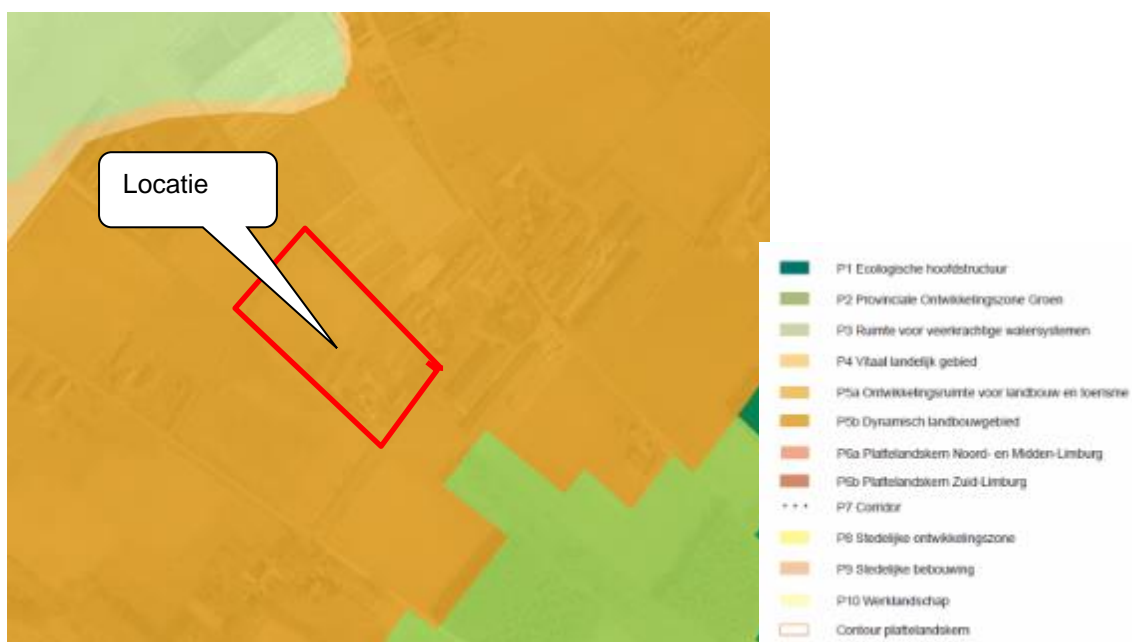 Locatie
P1 Ecologische hoofdstructuur
P2 Provinciale Ontwikkelingszone Groen
P3 Ruimte voor veerkrachtige watersystemen
P4 Vitaal landelijk gebied
P5a Ontwikkelingsruimte voor landbouw en toerisme
P5b Dynamisch landbouwgebied
P6a Plattelandskern Noord- en Midden-Limburg
P6b Plattelandskern Zuid-Limburg
P7 Corridor
P8 Stedelijke ontwikkelingszone
P9 Stedelijke bebouwing
P10 Werklandschap
Contour plattelandskern